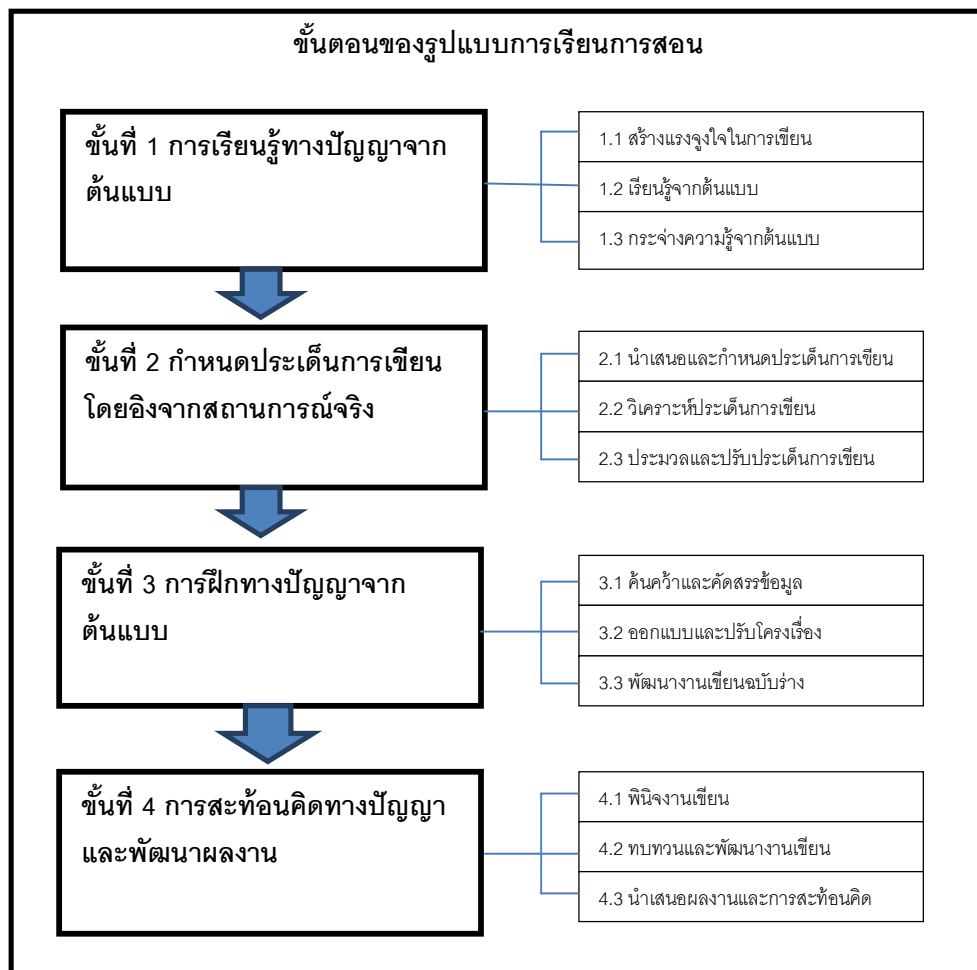 ขั้นตอนของรูปแบบการเรียนการสอน
ขั้นที่ 1 การเรียนรู้ทางปัญญาจาก
ต้นแบบ
1.1 สร้างแรงจูงใจในการเขียน
1.2 เรียนรู้จากต้นแบบ
1.3 กระจ่างความรู้จากต้นแบบ
ขั้นที่ 2 กำหนดประเด็นการเขียน
โดยอิงจากสถานการณ์จริง
2.1 นำเสนอและกำหนดประเด็นการเขียน
2.2 วิเคราะห์ประเด็นการเขียน
2.3 ประมวลและปรับประเด็นการเขียน
ขั้นที่ 3 การฝึกทางปัญญาจาก
ต้นแบบ
3.1 ค้นคว้าและคัดสรรข้อมูล
3.2 ออกแบบและปรับโครงเรื่อง
3.3 พัฒนางานเขียนฉบับร่าง
ขั้นที่ 4 การสะท้อนคิดทางปัญญา
และพัฒนาผลงาน
4.1 พินิจงานเขียน
4.2 ทบทวนและพัฒนางานเขียน
4.3 นำเสนอผลงานและการสะท้อนคิด